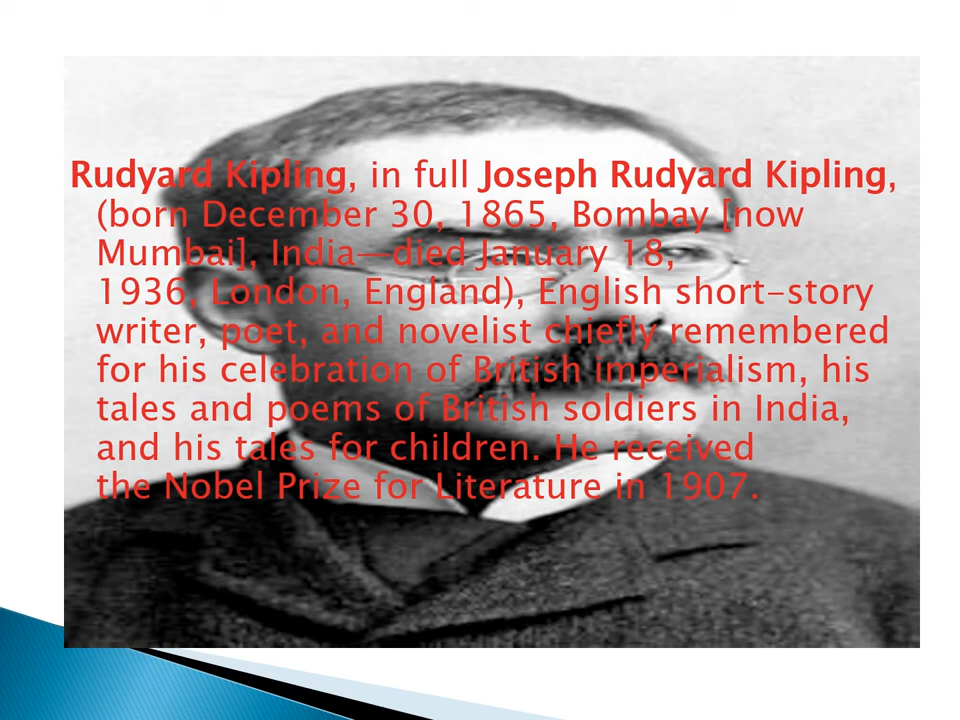 Rudyard Kipling, in full Joseph Rudyard Kipling,
(born December 30, 1865, Bombay [now
Mumbai], India—died January 18,
1936, London, England), English short-story
writer, poet, and novelist chiefly remembered
for his celebration of British imperialism, his
tales and poems of British soldiers in India,
and his tales for children. He received
the Nobel Prize for Literature in 1907.